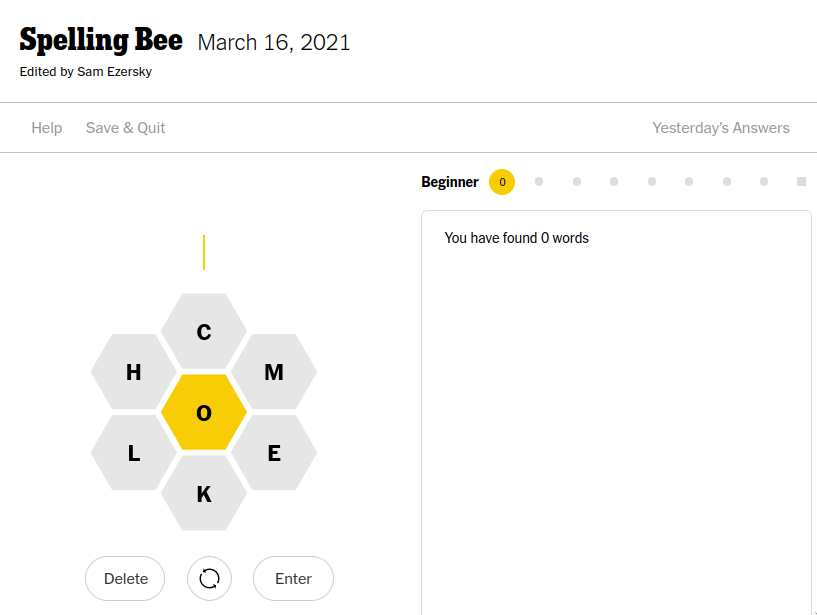 Spelling Bee March 16, 2021
Edited by Sam Ezersky
Help Save & Quit Yesterday's Answers
Beginner 0
You have found 0 words
C
H M
O
L E
K
Delete Enter